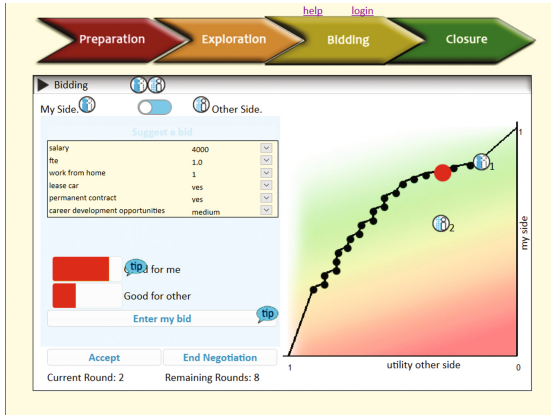 help login
Preparation Exploration Bidding Closure
Bidding
My Side. Other Side.
Suggest a bid
salary 4000
fte 1.0
work from home 1
lease car yes
permanent contract yes
career development opportunities medium
tip for me
Good for other
Enter my bid tip
Accept End Negotiation
Current Round: 2 Remaining Rounds: 8
1
1
2
my side
1 utility other side 0